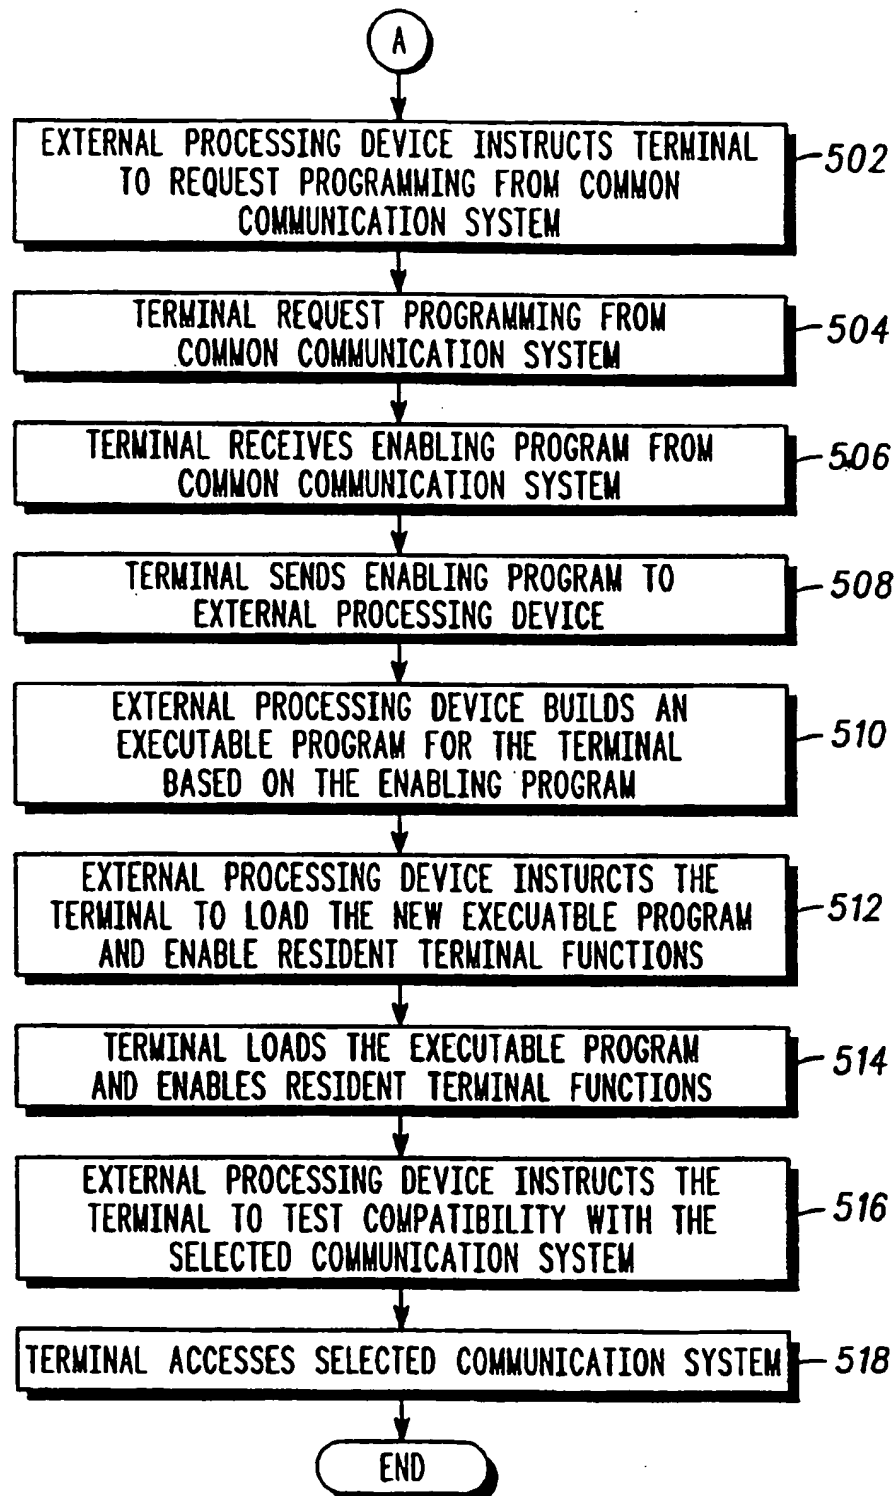 A
EXTERNAL PROCESSING DEVICE INSTRUCTS TERMINAL
TO REQUEST PROGRAMMING FROM COMMON
COMMUNICATION SYSTEM
502
TERMINAL REQUEST PROGRAMMING FROM
COMMON COMMUNICATION SYSTEM
504
TERMINAL RECEIVES ENABLING PROGRAM FROM
COMMON COMMUNICATION SYSTEM
506
TERMINAL SENDS ENABLING PROGRAM TO
EXTERNAL PROCESSING DEVICE
508
EXTERNAL PROCESSING DEVICE BUILDS AN
EXECUTABLE PROGRAM FOR THE TERMINAL
BASED ON THE ENABLING PROGRAM
510
EXTERNAL PROCESSING DEVICE INSTURCTS THE
TERMINAL TO LOAD THE NEW EXECUATBLE PROGRAM
AND ENABLE RESIDENT TERMINAL FUNCTIONS
512
TERMINAL LOADS THE EXECUTABLE PROGRAM
AND ENABLES RESIDENT TERMINAL FUNCTIONS
514
EXTERNAL PROCESSING DEVICE INSTRUCTS THE
TERMINAL TO TEST COMPATIBILITY WITH THE
SELECTED COMMUNICATION SYSTEM
516
TERMINAL ACCESSES SELECTED COMMUNICATION SYSTEM
518
END